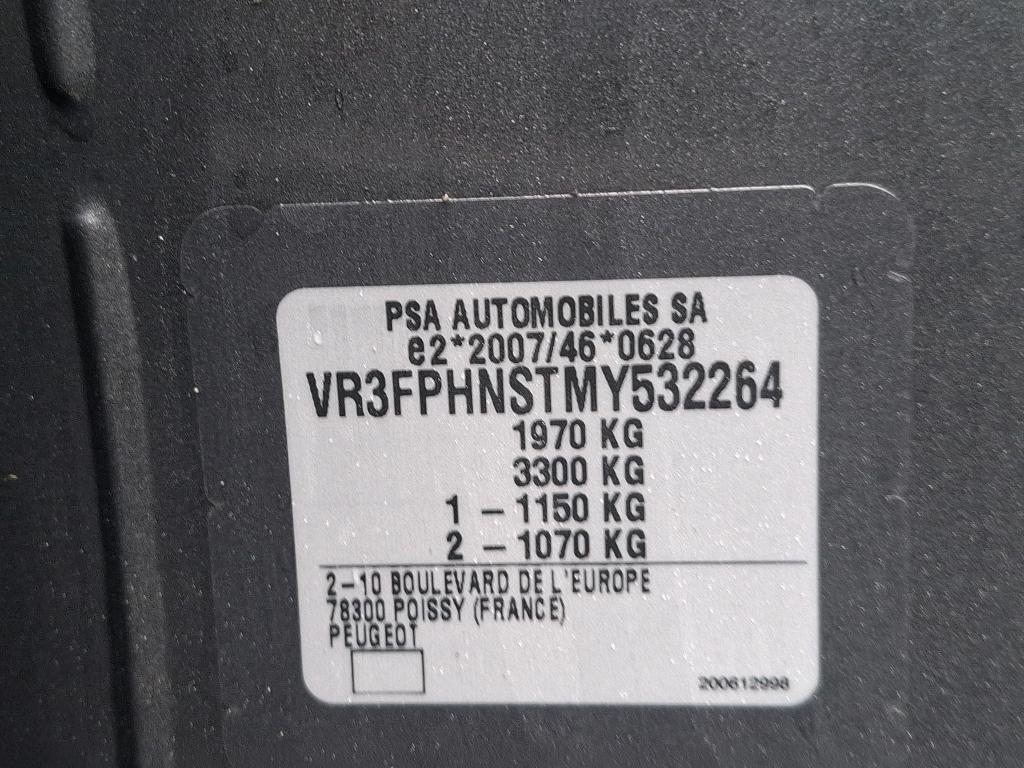 PSA AUTOMOBILES SA
e2*2007/46*0628
VR3FPHNSTMY532264
1970 KG
3300 KG
1 - 1150 KG
2 - 1070 KG
2-10 BOULEVARD DE L'EUROPE
78300 POISSY (FRANCE)
PEUGEOT
200612998